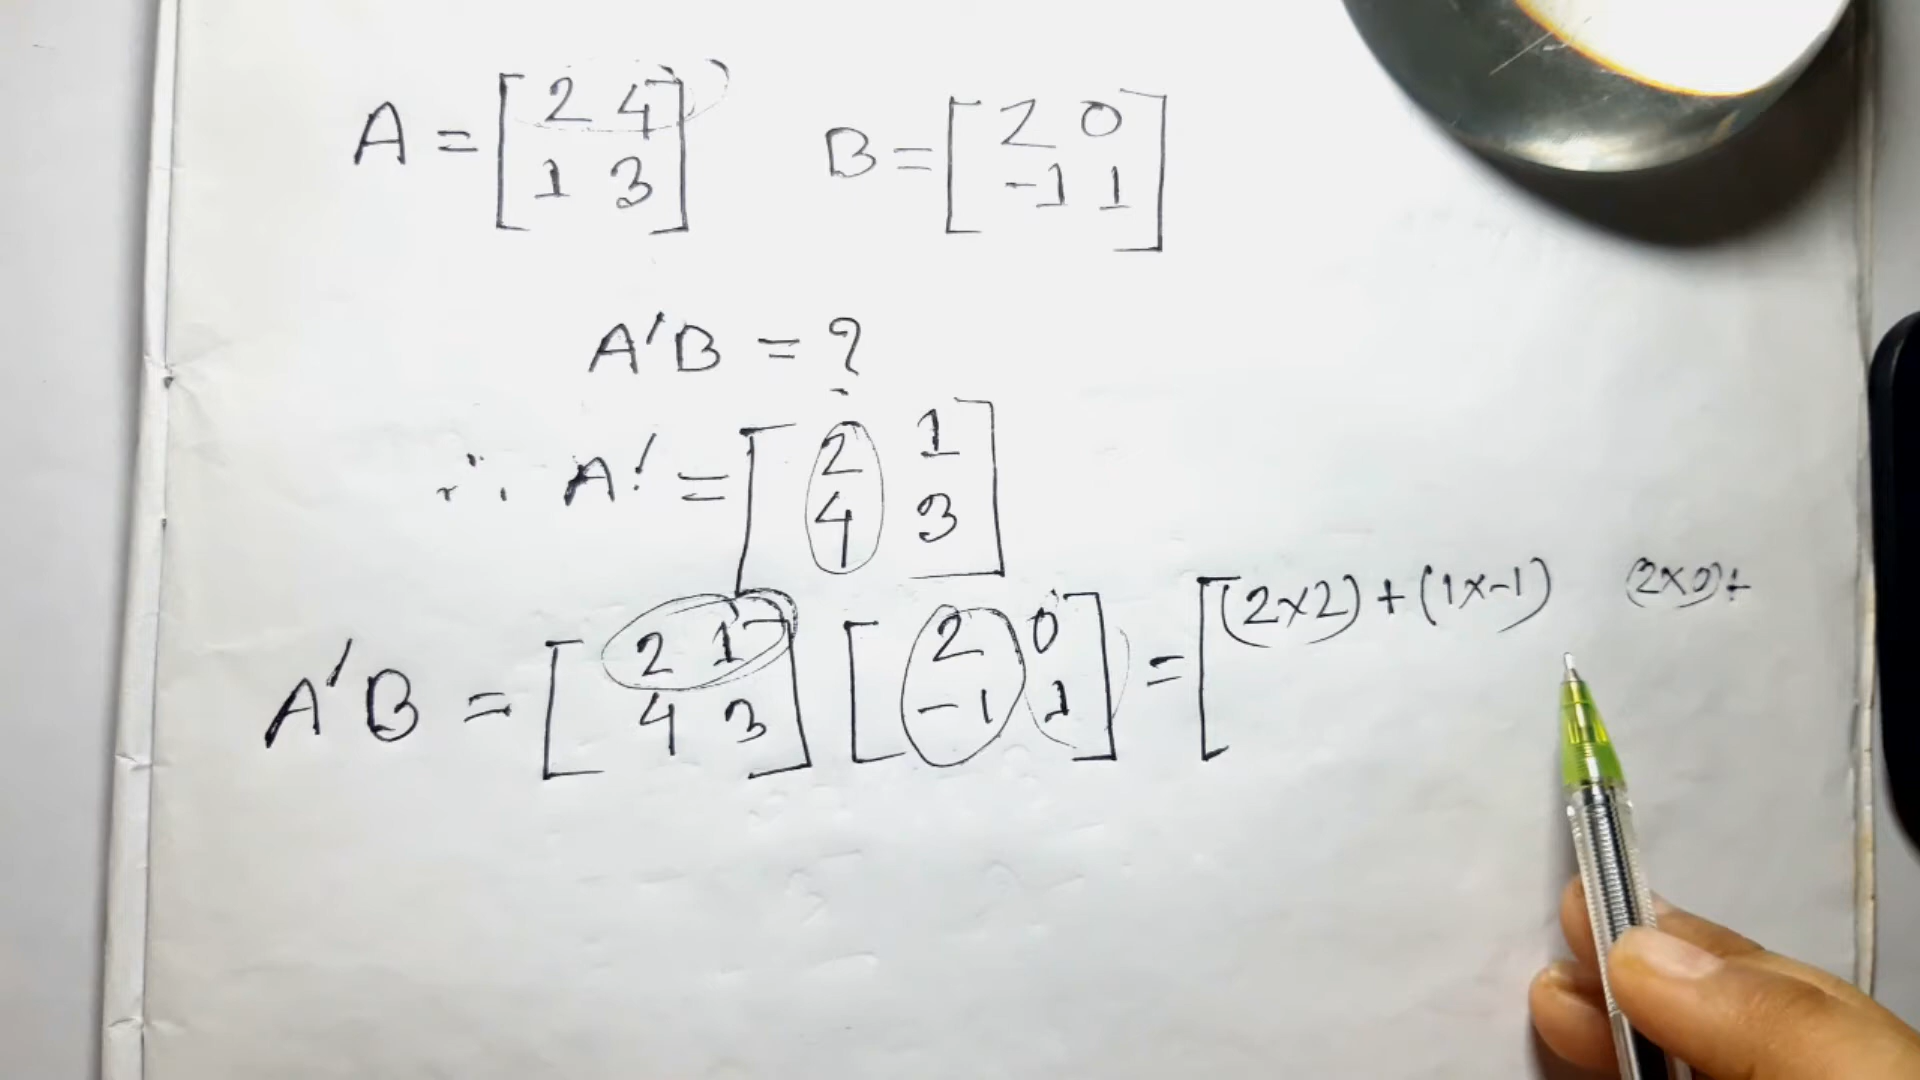 A = [2 4 1 3] B = [2 0 -1 1]
A'B = ?
∴ A' = [2 1 4 3]
A'B = [2 1 4 3] [2 0 -1 1] = [(2×2)+(1×-1) (2×0)+